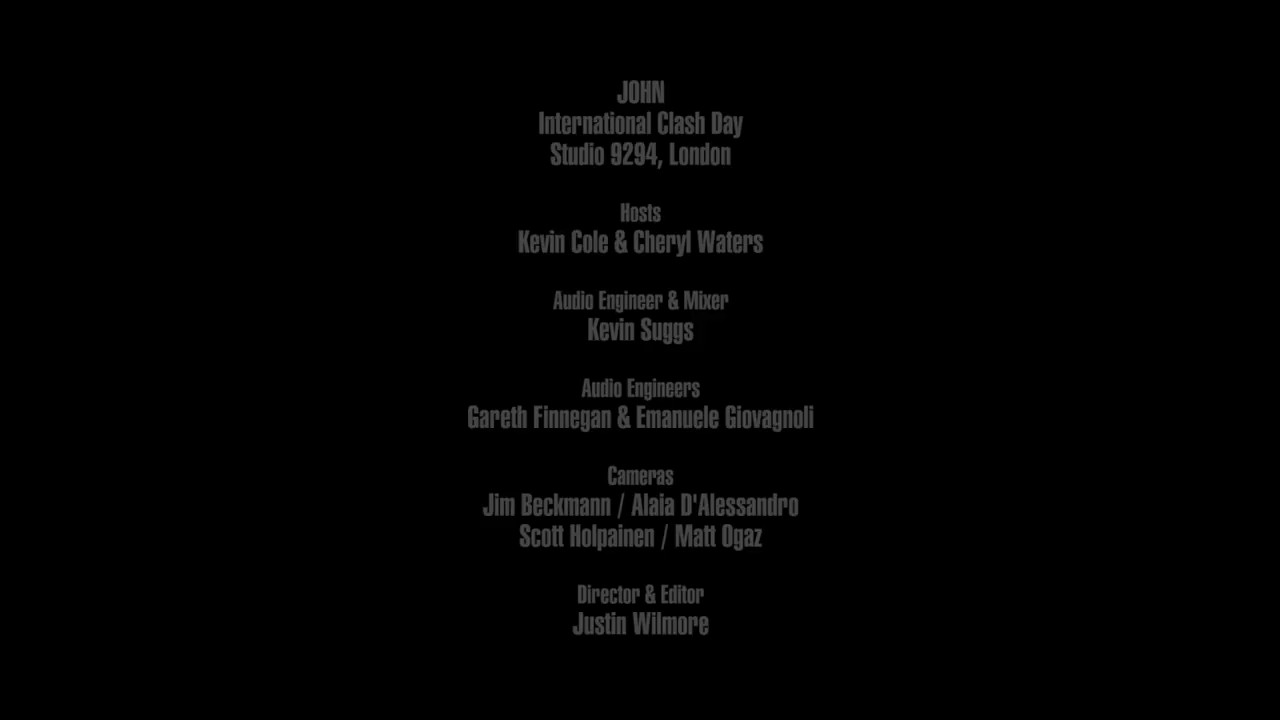 JOHN
International Clash Day
Studio 9294, London
Hosts
Kevin Cole & Cheryl Waters
Audio Engineer & Mixer
Kevin Suggs
Audio Engineers
Gareth Finnegan & Emanuele Giovagnoli
Cameras
Jim Beckmann / Alaia D'Alessandro
Scott Holpainen / Matt Ogaz
Director & Editor
Justin Wilmore